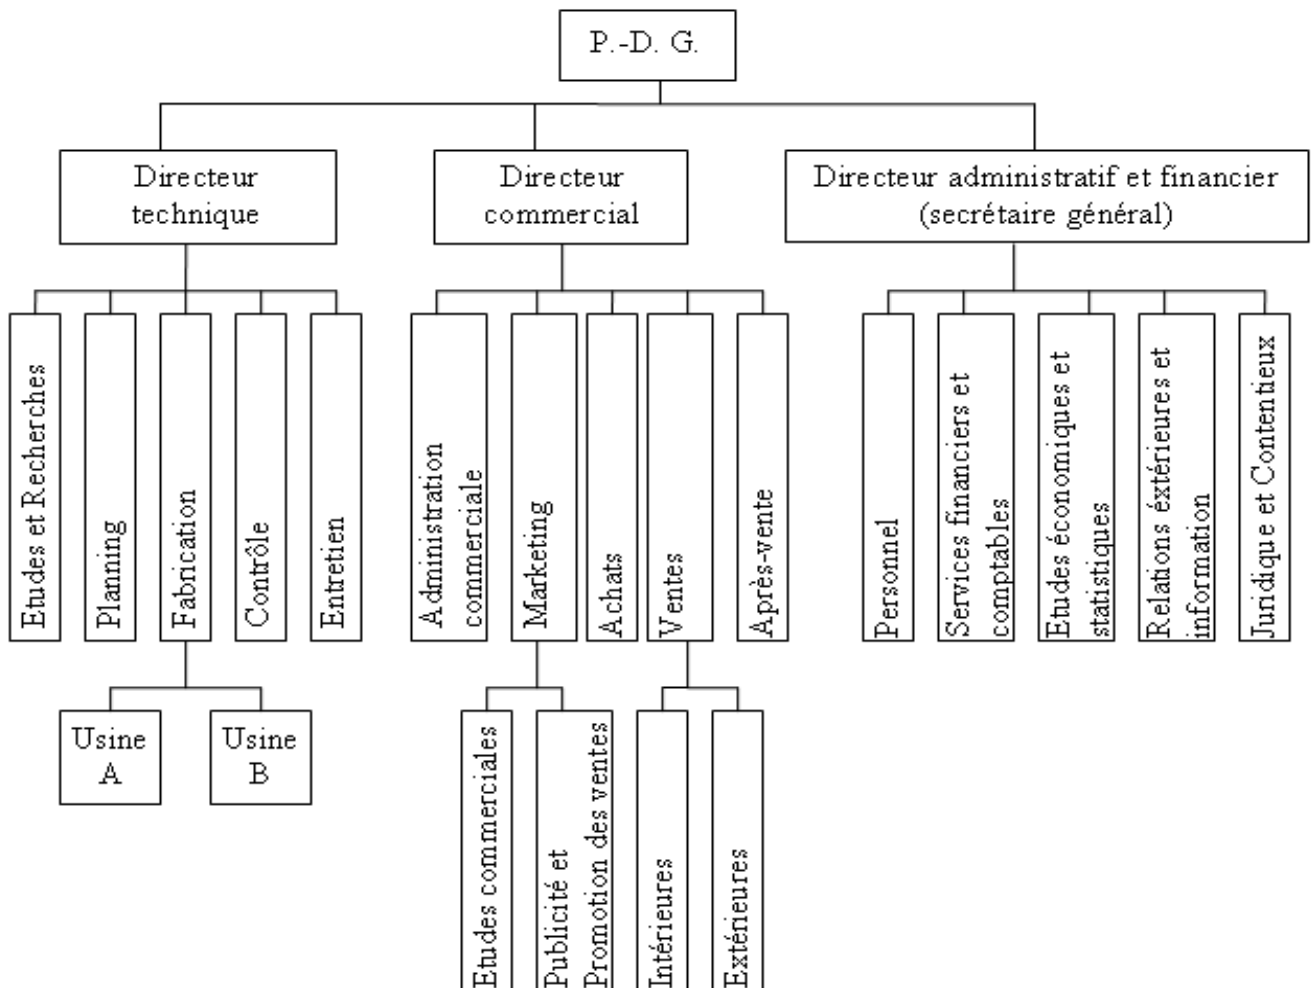 P.-D. G.
Directeur
technique
Directeur
commercial
Directeur administratif et financier
(secrétaire général)
Etudes et Recherches
Planning
Fabrication
Contrôle
Entretien
Administration
commerciale
Marketing
Achats
Ventes
Après-vente
Personnel
Services financiers et
comptables
Etudes économiques et
statistiques
Relations éxtérieures et
information
Juridique et Contentieux
Usine
A
Usine
B
Etudes commerciales
Publicité et
Promotion des ventes
Intérieures
Extérieures